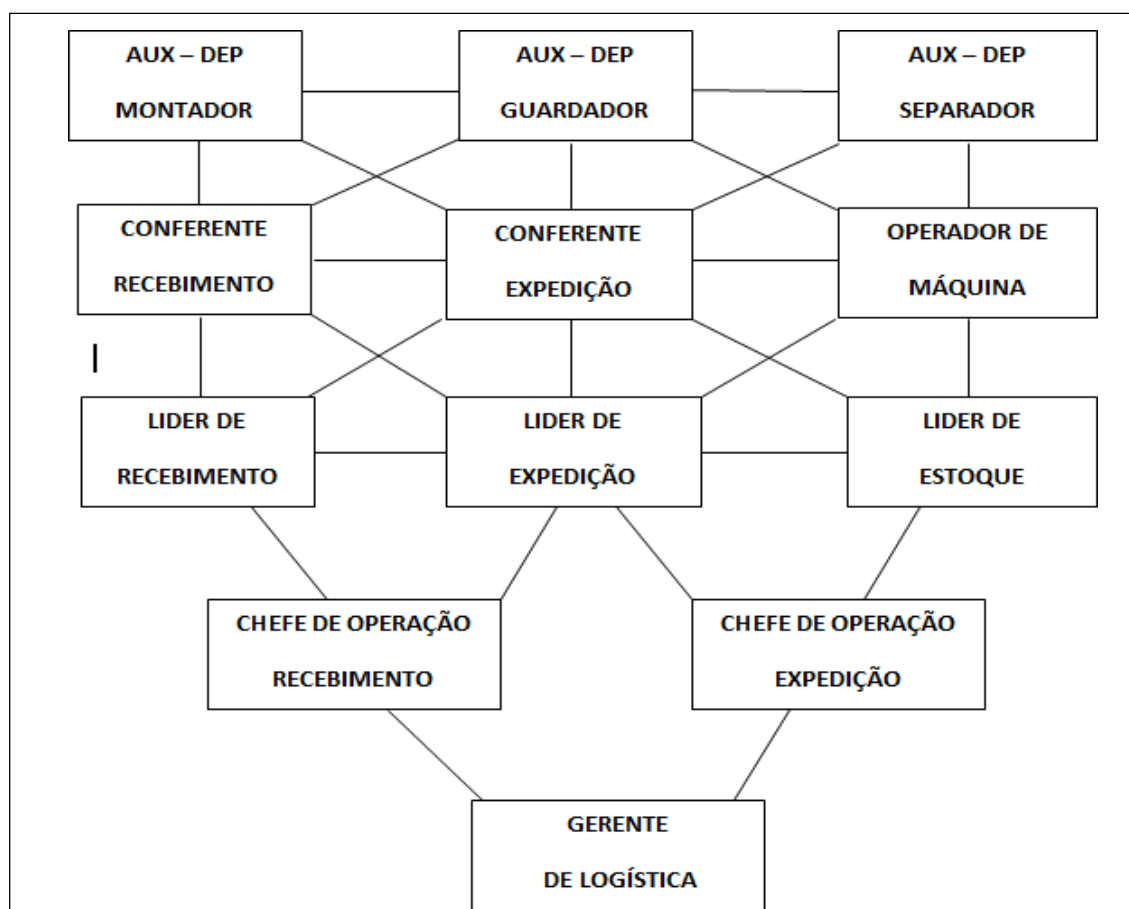 AUX – DEP
MONTADOR
AUX – DEP
GUARDADOR
AUX – DEP
SEPARADOR
CONFERENTE
RECEBIMENTO
CONFERENTE
EXPEDIÇÃO
OPERADOR DE
MÁQUINA
LIDER DE
RECEBIMENTO
LIDER DE
EXPEDIÇÃO
LIDER DE
ESTOQUE
CHEFE DE OPERAÇÃO
RECEBIMENTO
CHEFE DE OPERAÇÃO
EXPEDIÇÃO
GERENTE
DE LOGÍSTICA